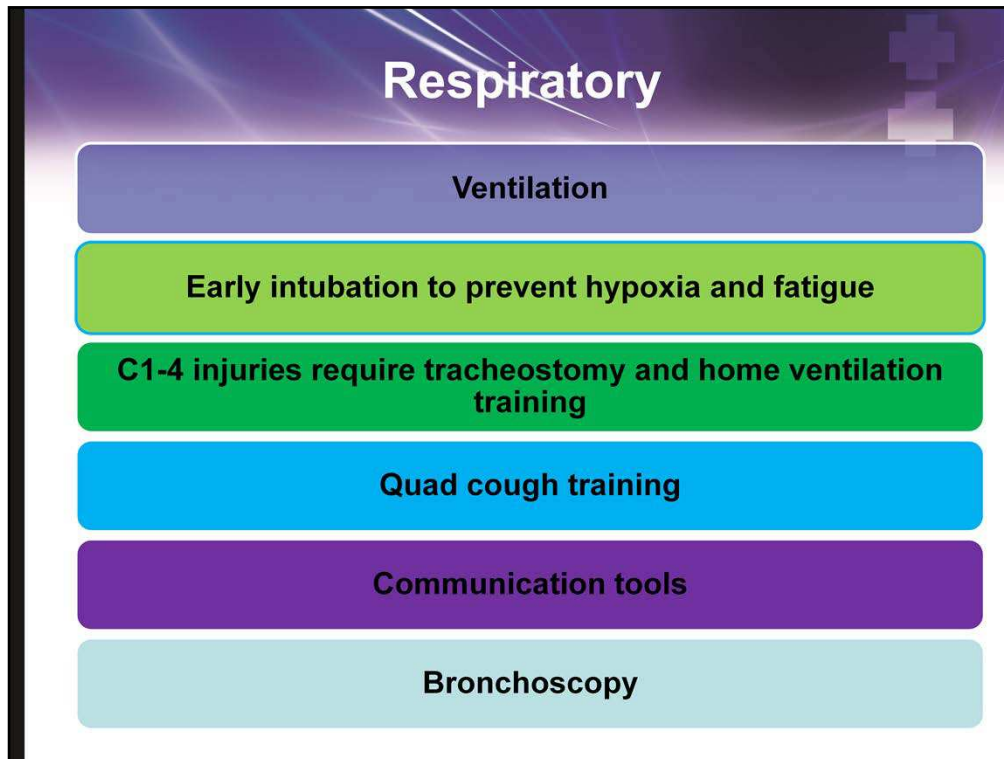 Respiratory
Ventilation
Early intubation to prevent hypoxia and fatigue
C1-4 injuries require tracheostomy and home ventilation
training
Quad cough training
Communication tools
Bronchoscopy